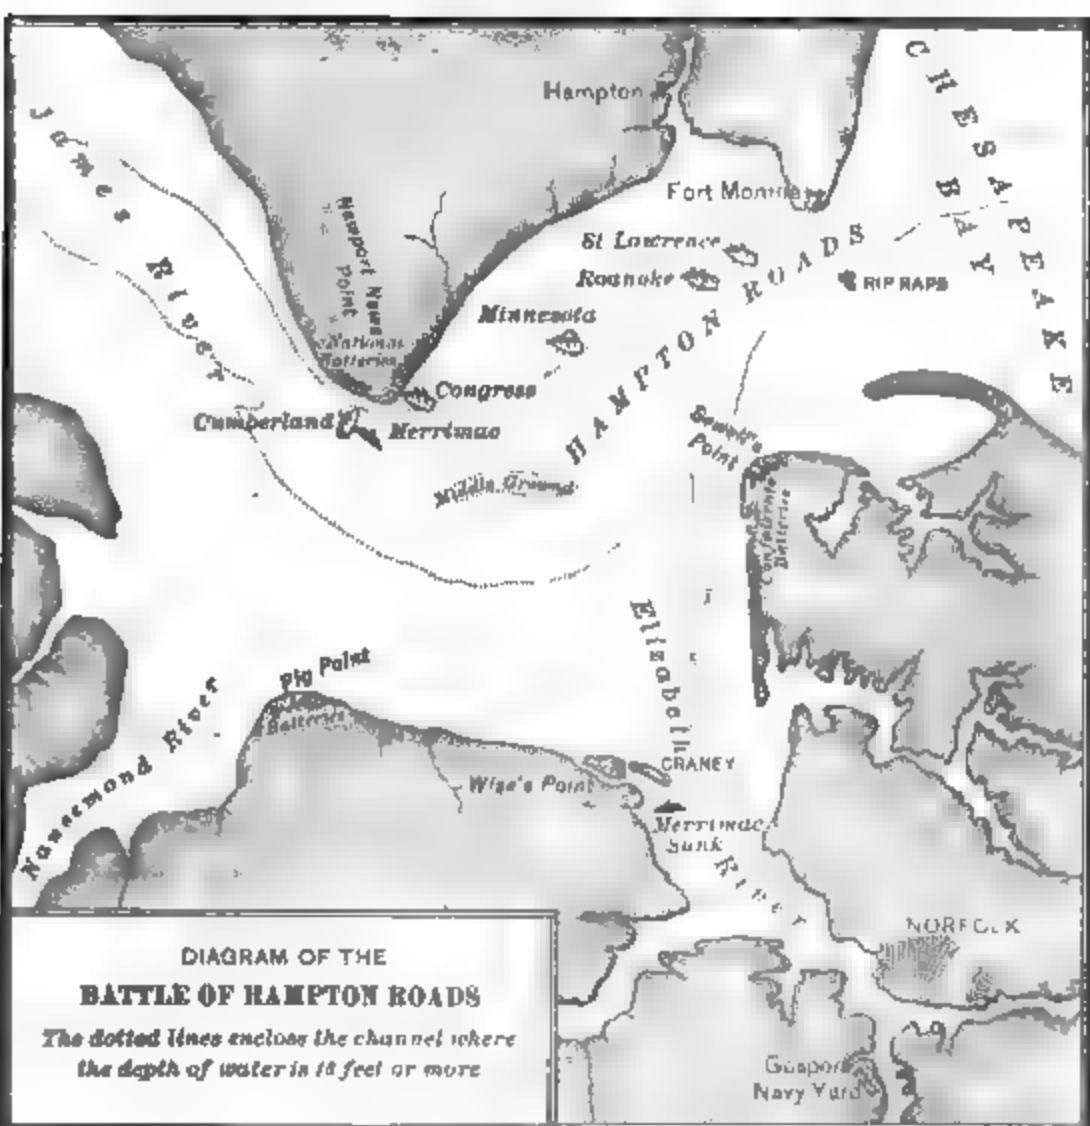 CHESAPEAKE
BAY
Hampton
James River
Fort Monroe
Newport News
Point
St Lawrence
Roanoke
HAMPTON ROADS
RIP RAPS
Minnesota
National
Batteries
Congress
Cumberland
Merrimac
Sewells
Point
Middle Ground
Confederate
Batteries
Elizabeth
River
Pig Point
Batteries
Nansemond River
CRANEY
Wise's Point
Merrimac
Sunk
NORFOLK
DIAGRAM OF THE
BATTLE OF HAMPTON ROADS
The dotted lines enclose the channel where
the depth of water is 18 feet or more
Gosport
Navy Yard